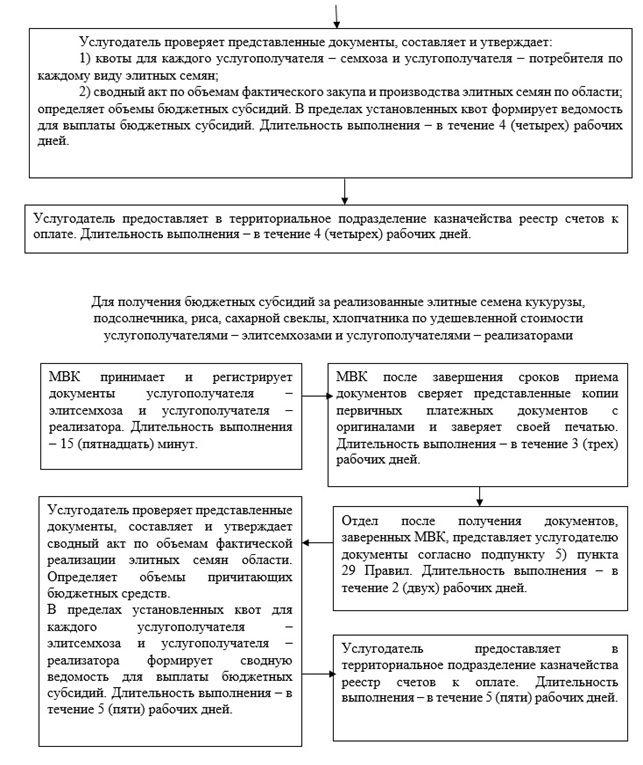 Услугодатель проверяет представленные документы, составляет и утверждает:
1) квоты для каждого услугополучателя – семхоза и услугополучателя – потребителя по
каждому виду элитных семян;
2) сводный акт по объемам фактического закупа и производства элитных семян по области;
определяет объемы бюджетных субсидий. В пределах установленных квот формирует ведомость
для выплаты бюджетных субсидий. Длительность выполнения – в течение 4 (четырех) рабочих
дней.
Услугодатель предоставляет в территориальное подразделение казначейства реестр счетов к
оплате. Длительность выполнения – в течение 4 (четырех) рабочих дней.
Для получения бюджетных субсидий за реализованные элитные семена кукурузы,
подсолнечника, риса, сахарной свеклы, хлопчатника по удешевленной стоимости
услугополучателями – элитсемхозами и услугополучателями – реализаторами
МВК принимает и регистрирует
документы услугополучателя –
элитсемхоза и услугополучателя –
реализатора. Длительность выполнения
– 15 (пятнадцать) минут.
МВК после завершения сроков приема
документов сверяет представленные копии
первичных платежных документов с
оригиналами и заверяет своей печатью.
Длительность выполнения – в течение 3 (трех)
рабочих дней.
Отдел после получения документов,
заверенных МВК, представляет услугодателю
документы согласно подпункту 5) пункта
29 Правил. Длительность выполнения – в
течение 2 (двух) рабочих дней.
Услугодатель проверяет представленные
документы, составляет и утверждает
сводный акт по объемам фактической
реализации элитных семян области.
Определяет объемы причитающих
бюджетных средств.
В пределах установленных квот для
каждого услугополучателя –
элитсемхоза и услугополучателя –
реализатора формирует сводную
ведомость для выплаты бюджетных
субсидий. Длительность выполнения – в
течение 5 (пяти) рабочих дней.
Услугодатель предоставляет в
территориальное подразделение казначейства
реестр счетов к оплате. Длительность
выполнения – в течение 5 (пяти) рабочих дней.